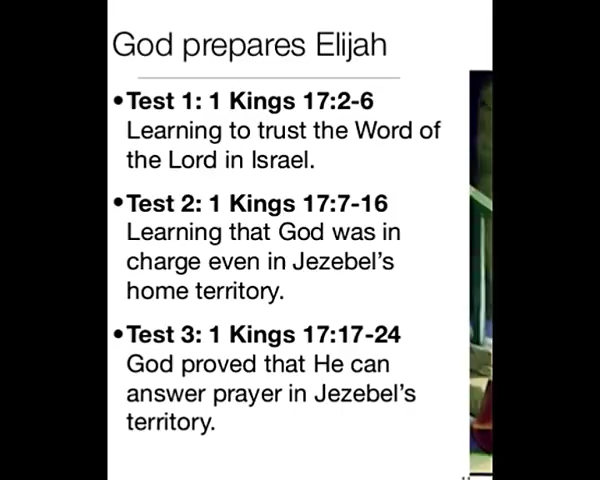 God prepares Elijah
•Test 1: 1 Kings 17:2-6
Learning to trust the Word of
the Lord in Israel.
•Test 2: 1 Kings 17:7-16
Learning that God was in
charge even in Jezebel’s
home territory.
•Test 3: 1 Kings 17:17-24
God proved that He can
answer prayer in Jezebel’s
territory.